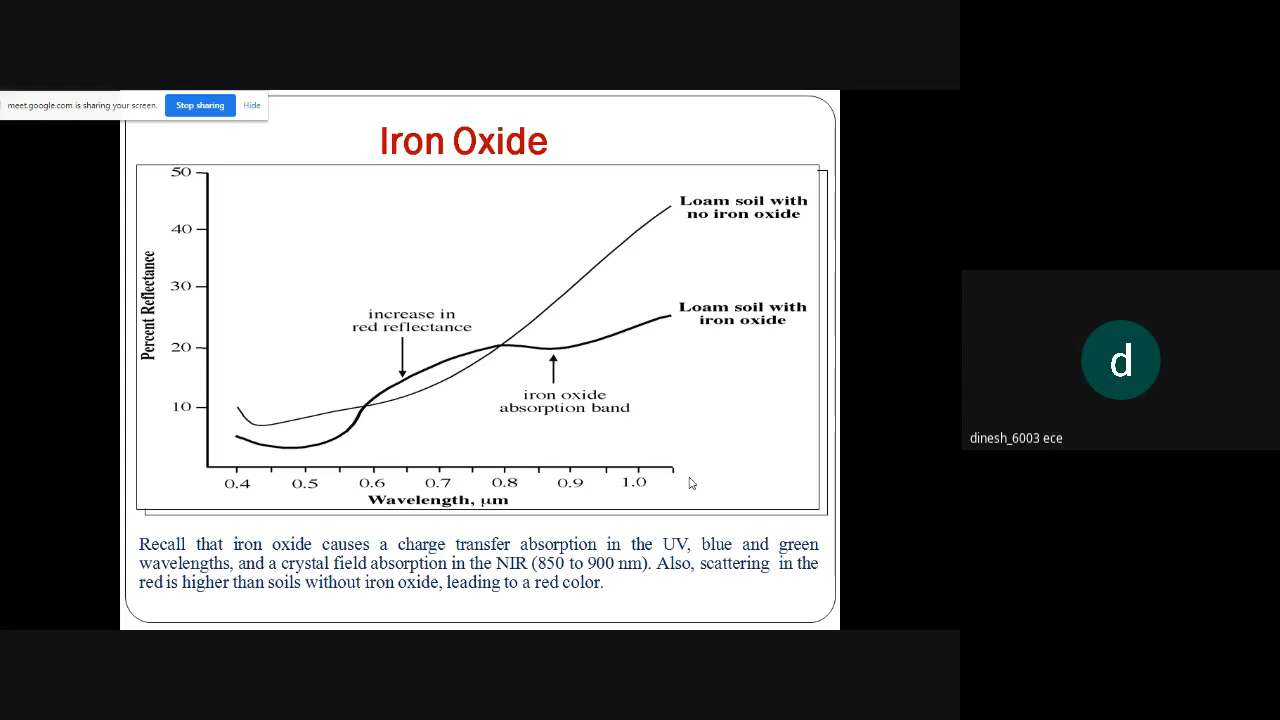 meet.google.com is sharing your screen.
Stop sharing
Hide
Iron Oxide
50
40
30
20
10
Percent Reflectance
Loam soil with
no iron oxide
Loam soil with
iron oxide
increase in
red reflectance
iron oxide
absorption band
0.4 0.5 0.6 0.7 0.8 0.9 1.0
Wavelength, μm
Recall that iron oxide causes a charge transfer absorption in the UV, blue and green
wavelengths, and a crystal field absorption in the NIR (850 to 900 nm). Also, scattering in the
red is higher than soils without iron oxide, leading to a red color.
d
dinesh_6003 ece